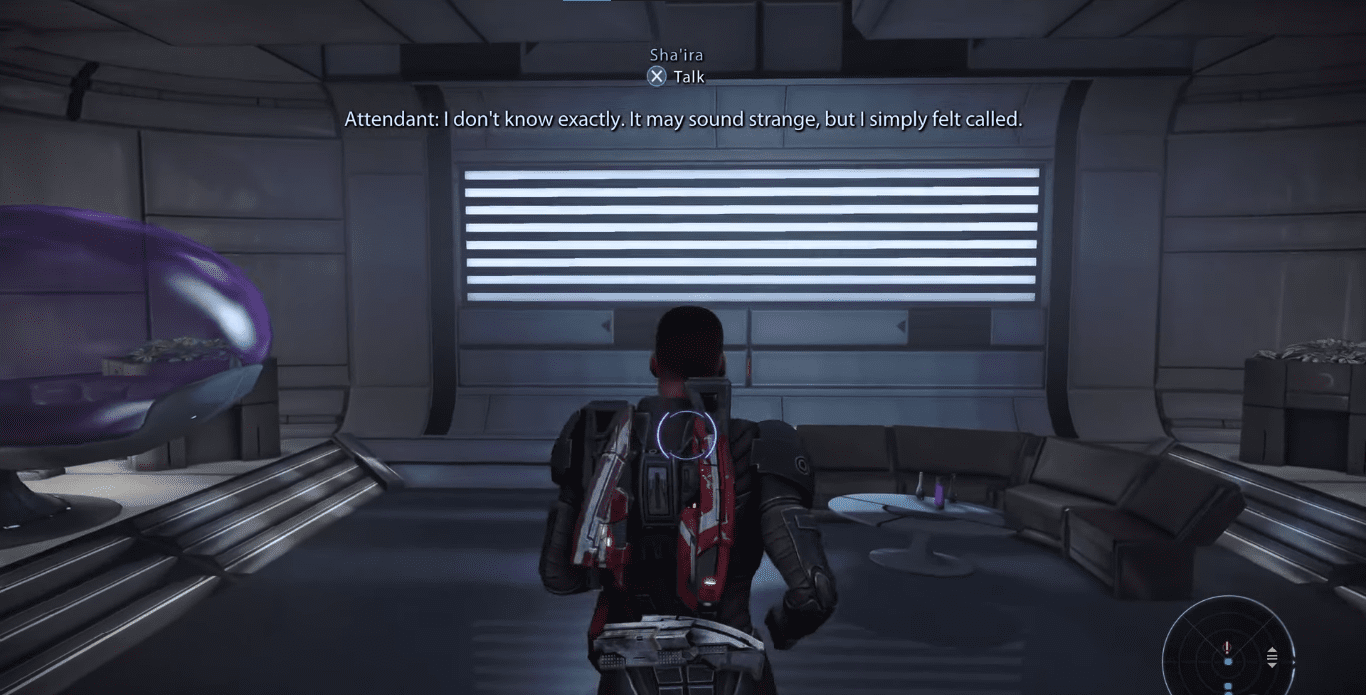 Sha'ira
Talk
Attendant: I don't know exactly. It may sound strange, but I simply felt called.